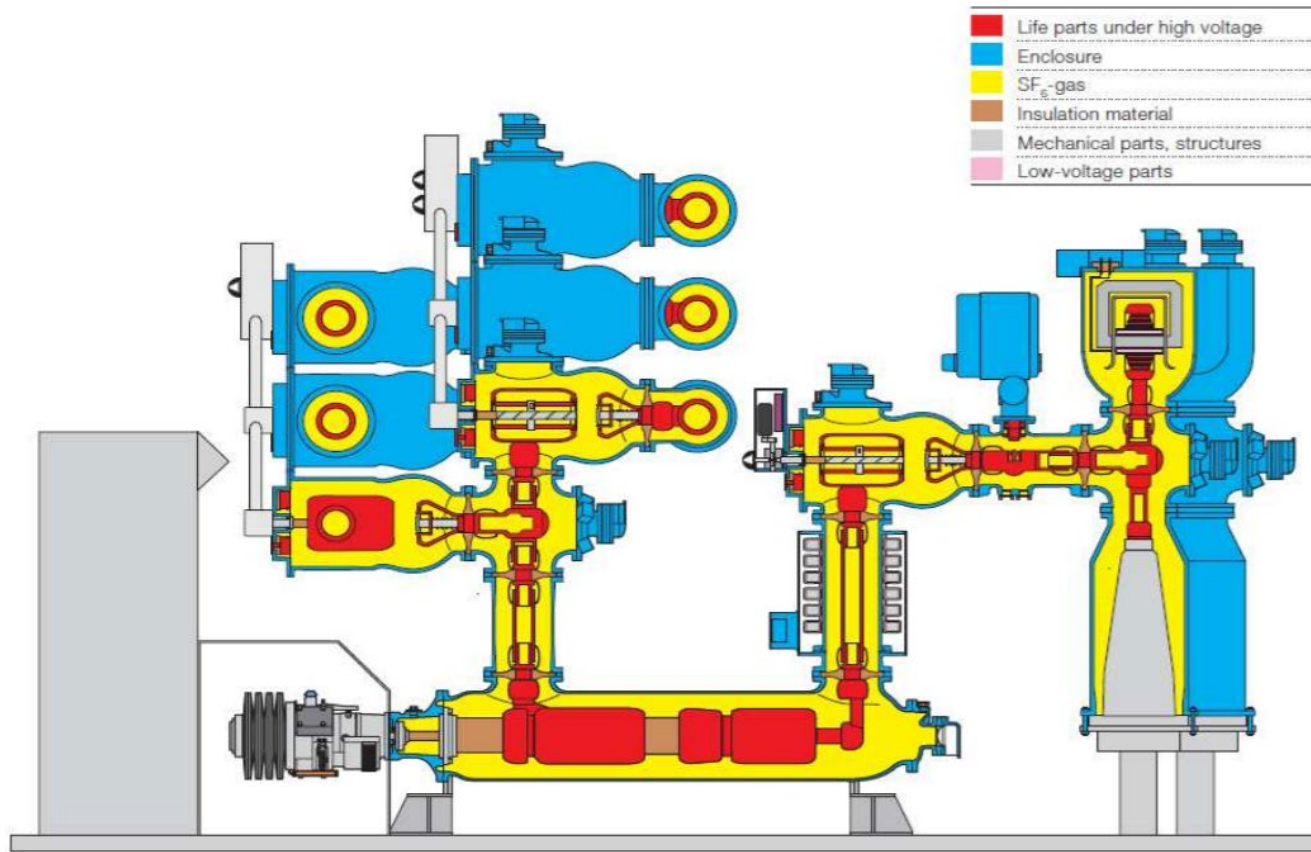 Life parts under high voltage
Enclosure
SF₆-gas
Insulation material
Mechanical parts, structures
Low-voltage parts